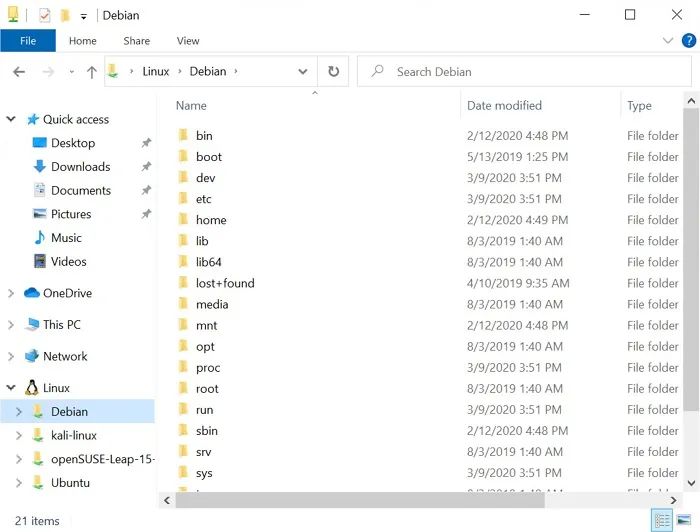 Debian
File Home Share View
Linux Debian Search Debian
Name Date modified Type
Quick access
Desktop
Downloads
Documents
Pictures
Music
Videos
OneDrive
This PC
Network
Linux
Debian
kali-linux
openSUSE-Leap-15-
Ubuntu
bin 2/12/2020 4:48 PM File folder
boot 5/13/2019 1:25 PM File folder
dev 3/9/2020 3:51 PM File folder
etc 3/9/2020 3:51 PM File folder
home 2/12/2020 4:49 PM File folder
lib 8/3/2019 1:40 AM File folder
lib64 8/3/2019 1:40 AM File folder
lost+found 4/10/2019 9:35 AM File folder
media 8/3/2019 1:40 AM File folder
mnt 2/12/2020 4:48 PM File folder
opt 8/3/2019 1:40 AM File folder
proc 3/9/2020 3:51 PM File folder
root 8/3/2019 1:40 AM File folder
run 3/9/2020 3:51 PM File folder
sbin 2/12/2020 4:48 PM File folder
srv 8/3/2019 1:40 AM File folder
sys 3/9/2020 3:51 PM File folder
21 items